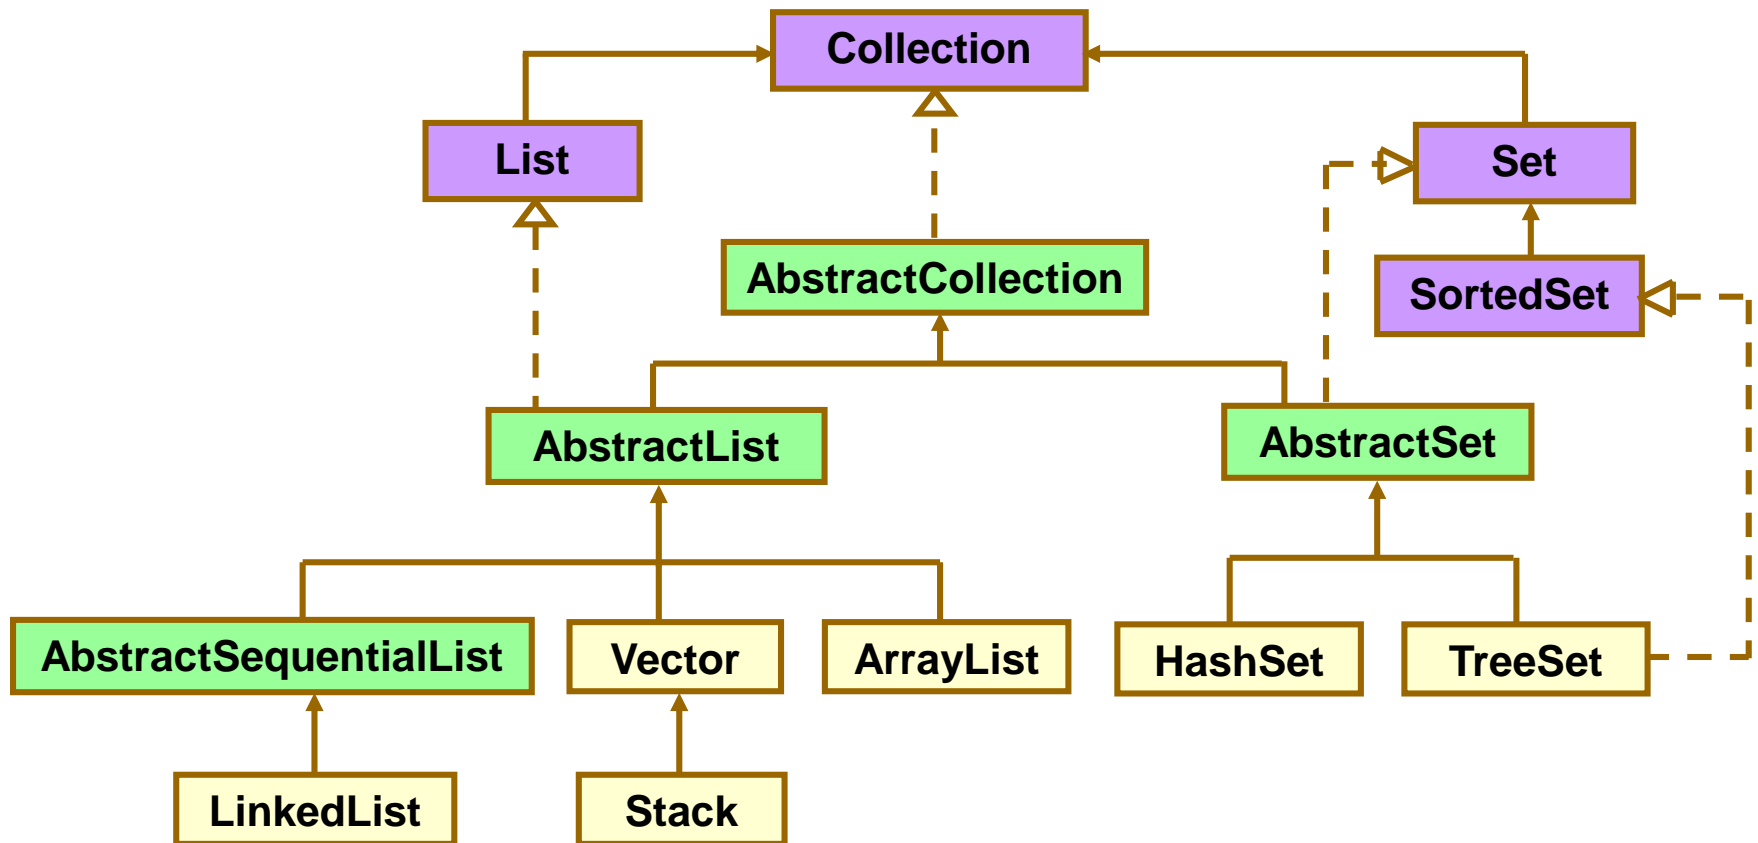 Collection
List
Set
AbstractCollection
SortedSet
AbstractList
AbstractSet
AbstractSequentialList
Vector
ArrayList
HashSet
TreeSet
LinkedList
Stack